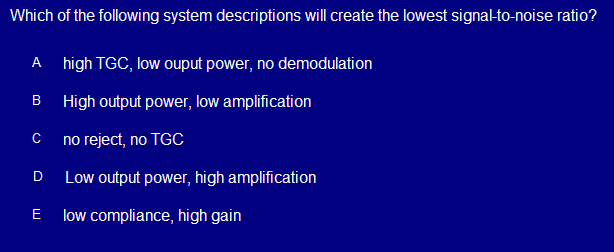 Which of the following system descriptions will create the lowest signal-to-noise ratio?
A high TGC, low ouput power, no demodulation
B High output power, low amplification
C no reject, no TGC
D Low output power, high amplification
E low compliance, high gain